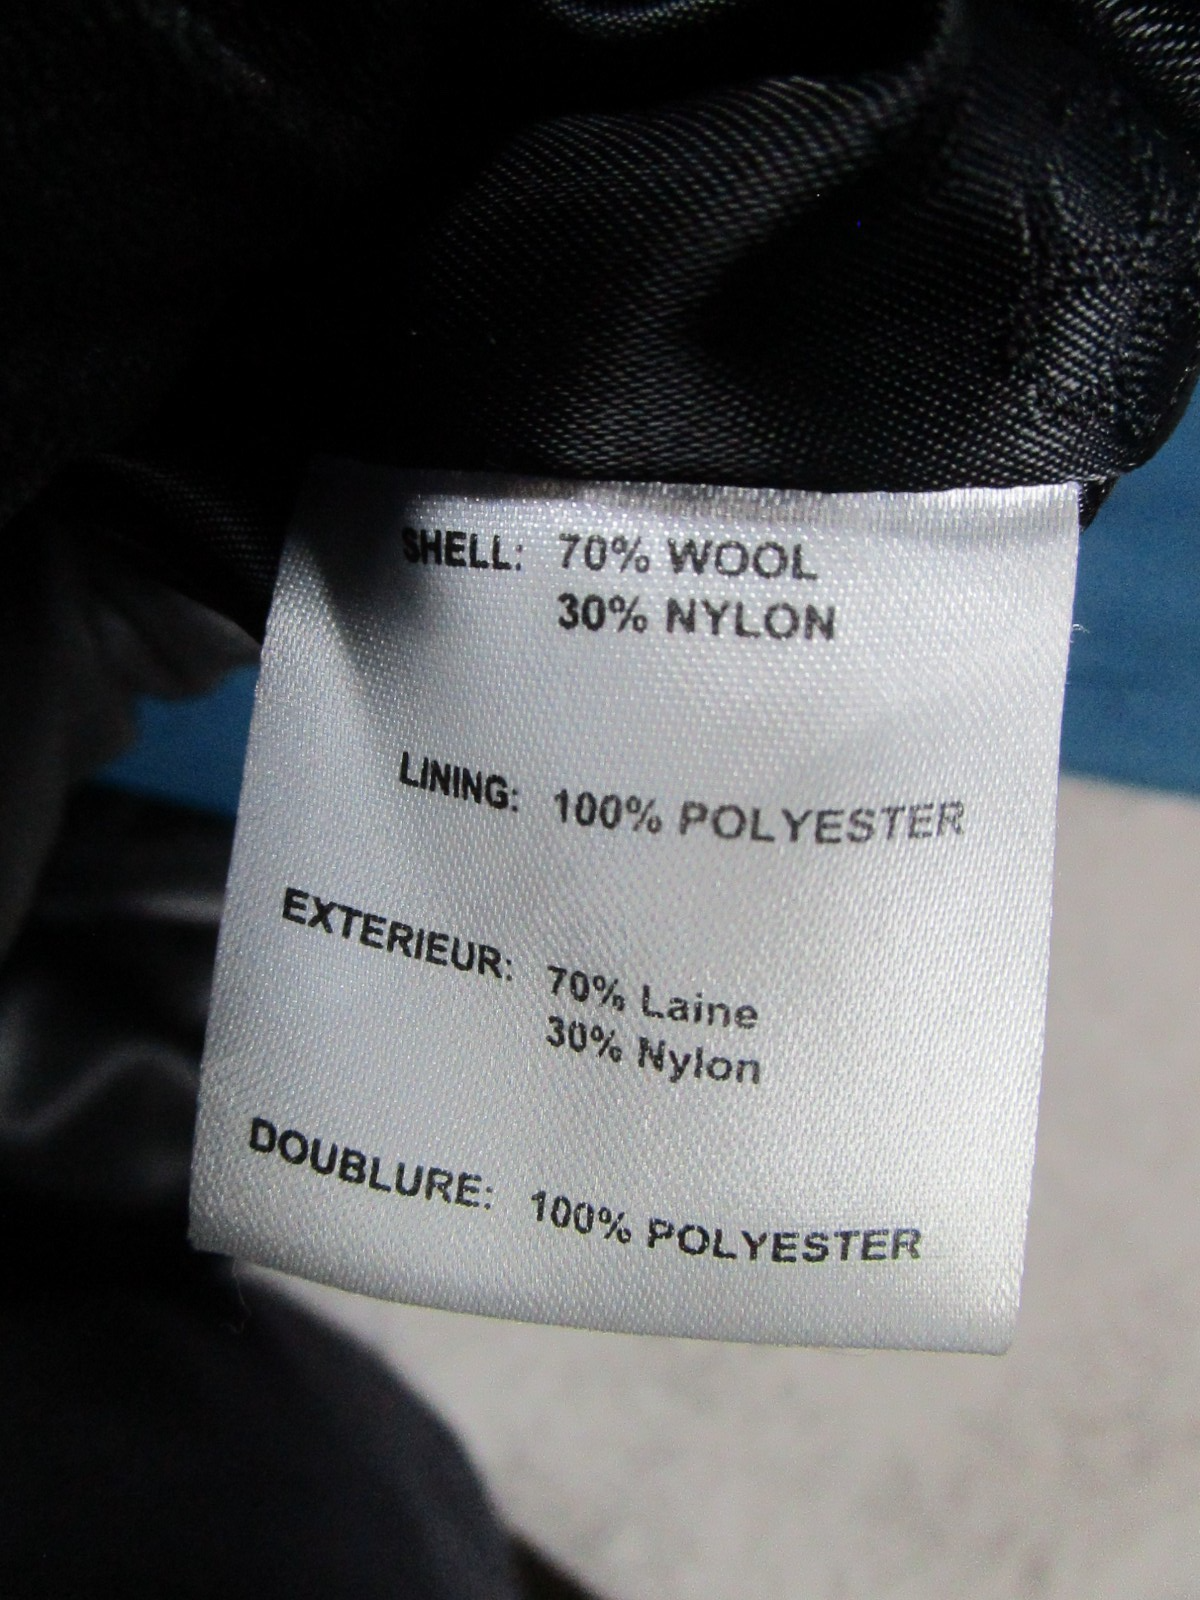 SHELL: 70% WOOL
30% NYLON
LINING: 100% POLYESTER
EXTERIEUR: 70% Laine
30% Nylon
DOUBLURE: 100% POLYESTER